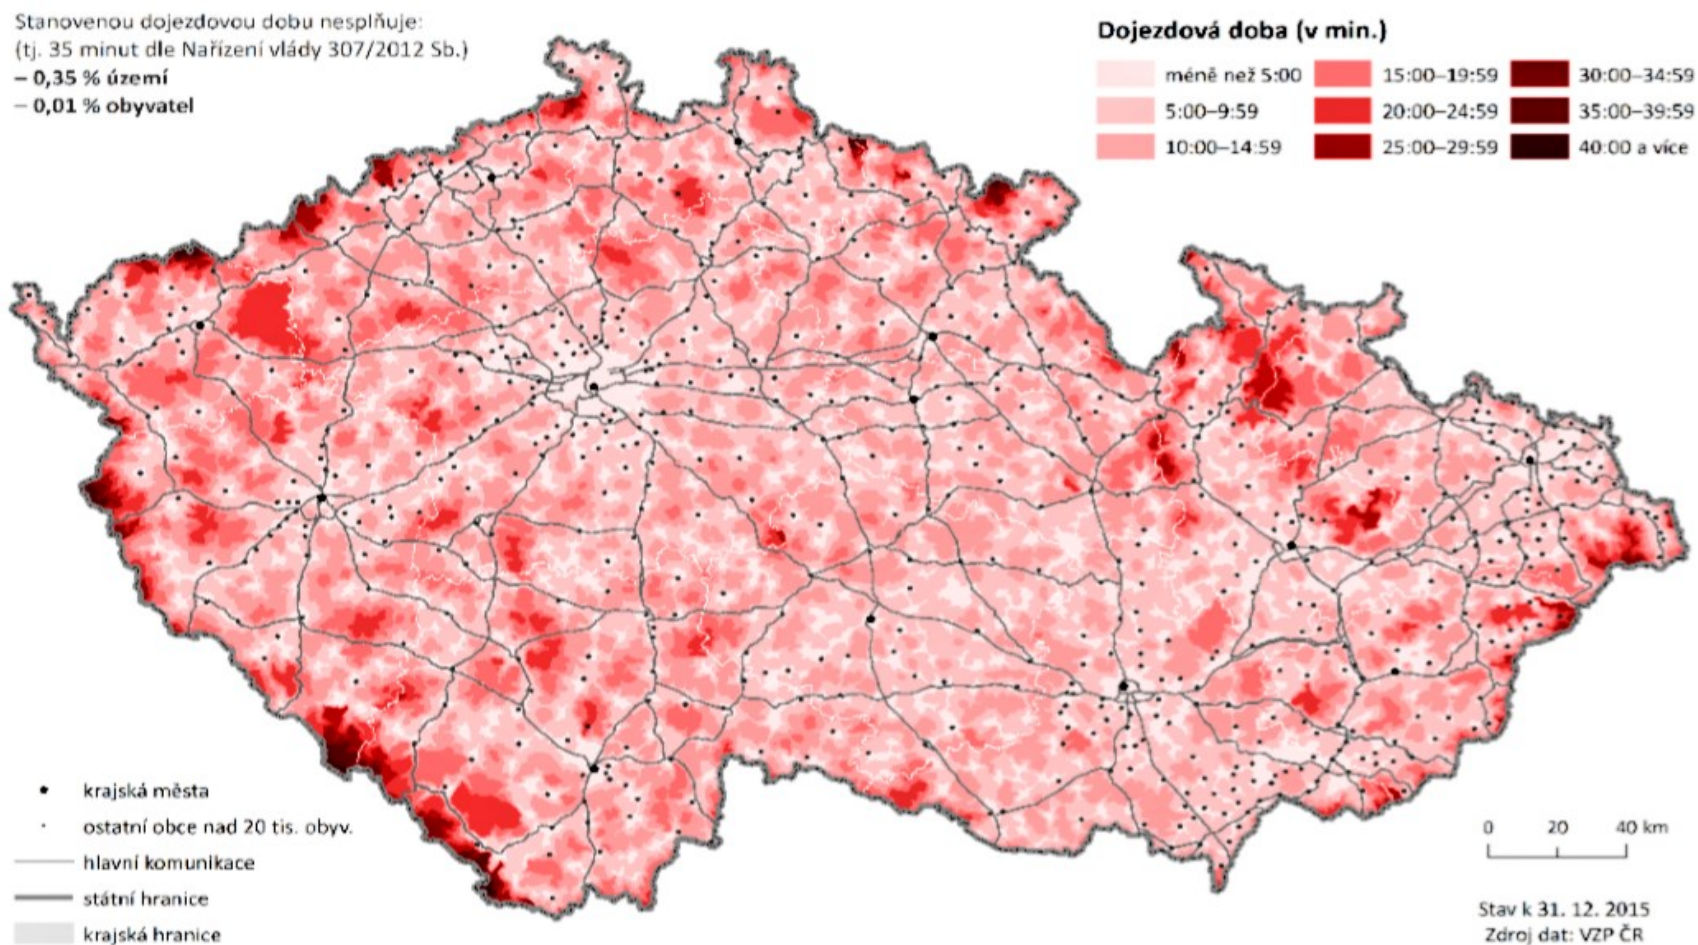 Stanovenou dojezdovou dobu nesplňuje:
(tj. 35 minut dle Nařízení vlády 307/2012 Sb.)
– 0,35 % území
– 0,01 % obyvatel
Dojezdová doba (v min.)
méně než 5:00
5:00–9:59
10:00–14:59
15:00–19:59
20:00–24:59
25:00–29:59
30:00–34:59
35:00–39:59
40:00 a více
krajská města
ostatní obce nad 20 tis. obyv.
hlavní komunikace
státní hranice
krajská hranice
0 20 40 km
Stav k 31. 12. 2015
Zdroj dat: VZP ČR